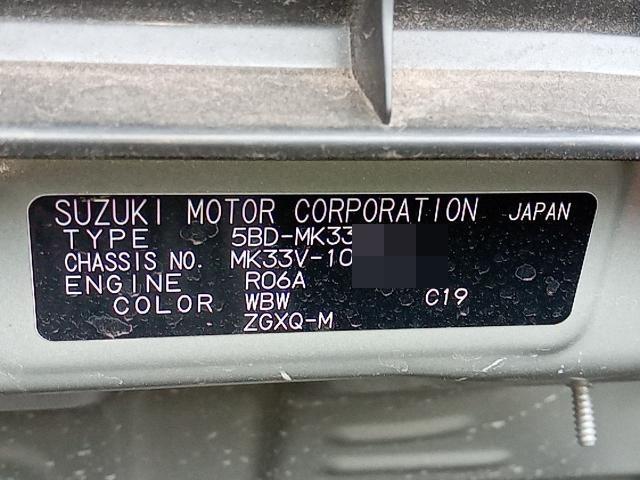 SUZUKI MOTOR CORPORATION JAPAN
TYPE 5BD-MK33
CHASSIS NO. MK33V-10
ENGINE R06A
COLOR WBW C19
ZGXQ-M